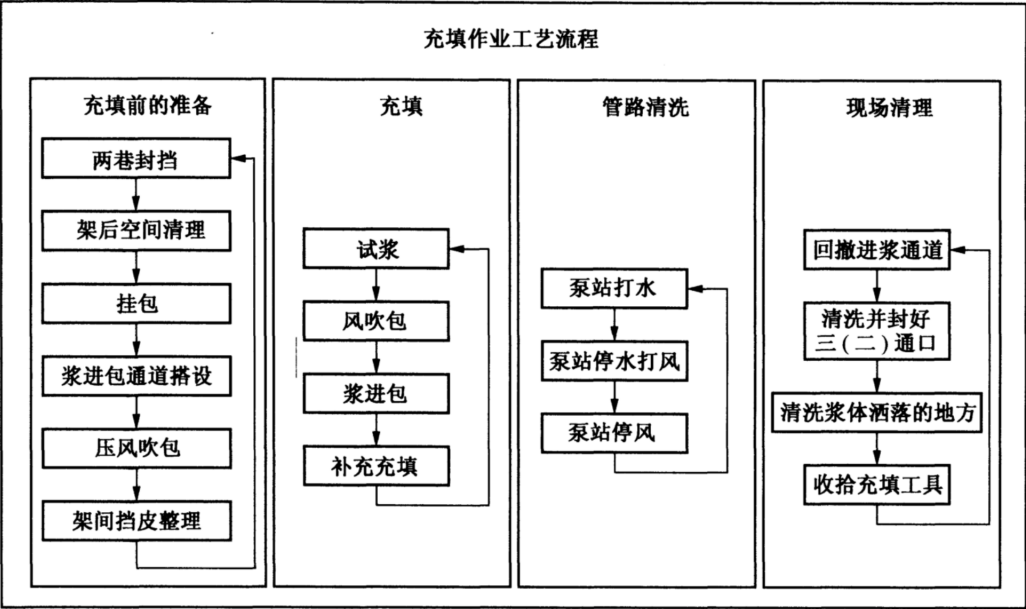 充填作业工艺流程
充填前的准备
两巷封挡
架后空间清理
挂包
浆进包通道搭设
压风吹包
架间挡皮整理
充填
试浆
风吹包
浆进包
补充充填
管路清洗
泵站打水
泵站停水打风
泵站停风
现场清理
回撤进浆通道
清洗并封好
三(二)通口
清洗浆体洒落的地方
收拾充填工具